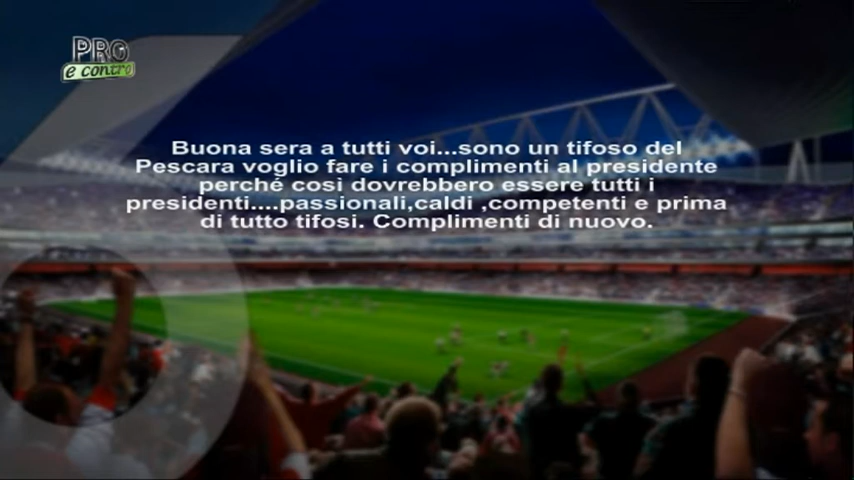 PRO
e contro
Buona sera a tutti voi...sono un tifoso del
Pescara voglio fare i complimenti al presidente
perché cosi dovrebbero essere tutti i
presidenti....passionali,caldi ,competenti e prima
di tutto tifosi. Complimenti di nuovo.